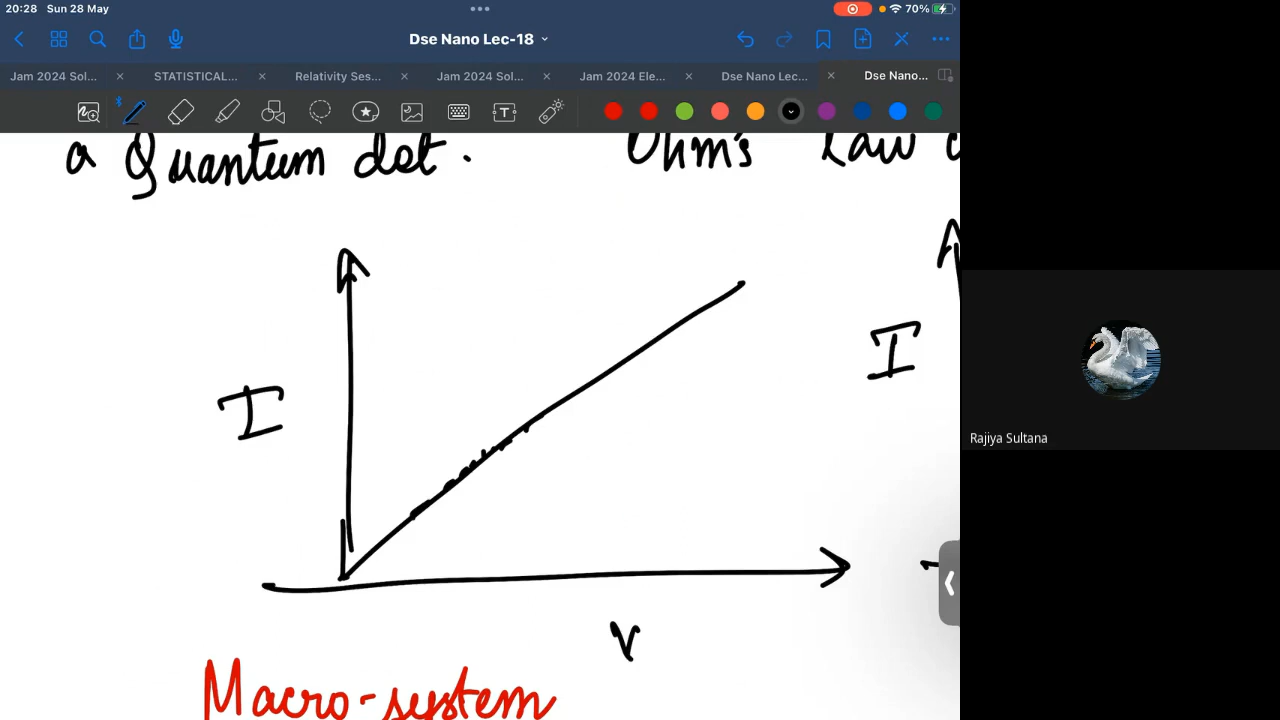 20:28 Sun 28 May
70%
Dse Nano Lec-18
Jam 2024 Sol...
STATISTICAL...
Relativity Ses...
Jam 2024 Sol...
Jam 2024 Ele...
Dse Nano Lec...
Dse Nano...
a Quantum dot. Ohm's Law
I
I
V
Macro-system
Rajiya Sultana